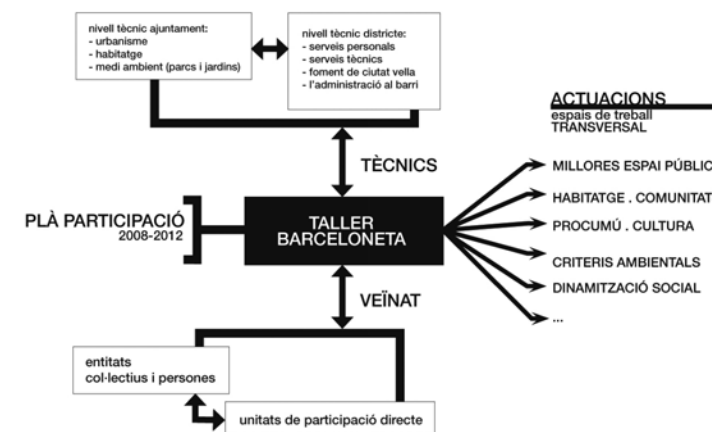 nivell tècnic ajuntament:
- urbanisme
- habitatge
- medi ambient (parcs i jardins)
nivell tècnic districte:
- serveis personals
- serveis tècnics
- foment de ciutat vella
- l'administració al barri
ACTUACIONS
espais de treball
TRANSVERSAL
TÈCNICS
MILLORES ESPAI PÚBLIC
HABITATGE . COMUNITAT
PROCUMÚ . CULTURA
CRITERIS AMBIENTALS
DINAMITZACIÓ SOCIAL
...
PLÀ PARTICIPACIÓ
2008-2012
TALLER
BARCELONETA
VEÏNAT
entitats
col·lectius i persones
unitats de participació directe